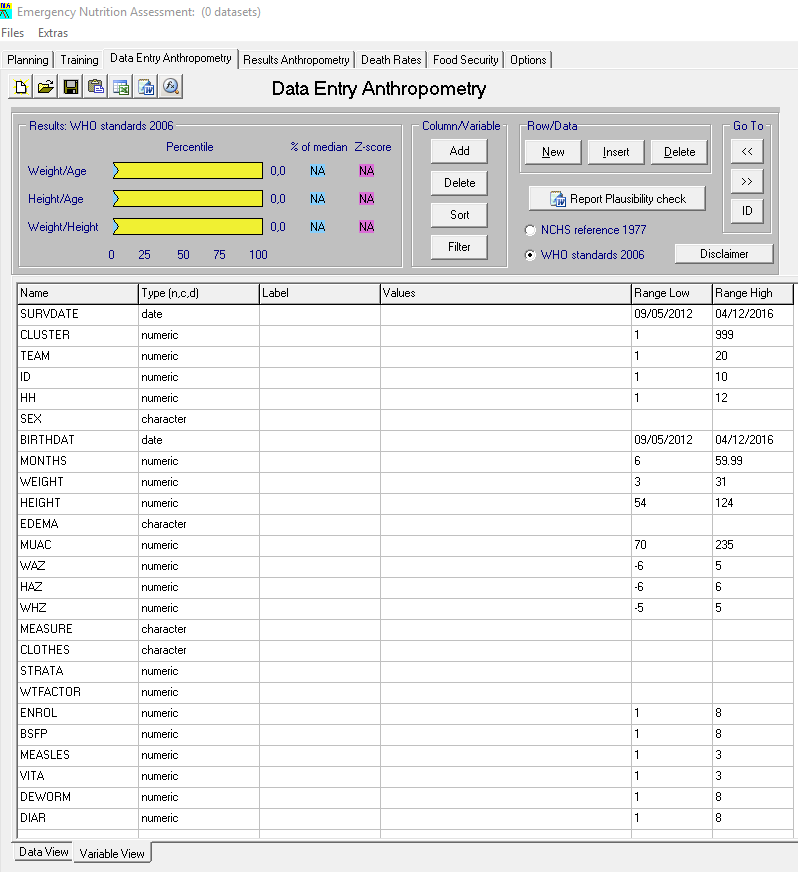 Emergency Nutrition Assessment: (0 datasets)
Files Extras
Planning Training Data Entry Anthropometry Results Anthropometry Death Rates Food Security Options
Data Entry Anthropometry
Results: WHO standards 2006 Column/Variable Row/Data Go To
Percentile % of median Z-score
Weight/Age 0,0 NA NA
Height/Age 0,0 NA NA
Weight/Height 0,0 NA NA
0 25 50 75 100
Add
Delete
Sort
Filter
New Insert Delete
Report Plausibility check
NCHS reference 1977
WHO standards 2006
Disclaimer
<<
>>
ID
Name Type (n,c,d) Label Values Range Low Range High
SURVDATE date 09/05/2012 04/12/2016
CLUSTER numeric 1 999
TEAM numeric 1 20
ID numeric 1 10
HH numeric 1 12
SEX character
BIRTHDAT date 09/05/2012 04/12/2016
MONTHS numeric 6 59.99
WEIGHT numeric 3 31
HEIGHT numeric 54 124
EDEMA character
MUAC numeric 70 235
WAZ numeric -6 5
HAZ numeric -6 6
WHZ numeric -5 5
MEASURE character
CLOTHES character
STRATA numeric
WTFACTOR numeric
ENROL numeric 1 8
BSFP numeric 1 8
MEASLES numeric 1 3
VITA numeric 1 3
DEWORM numeric 1 8
DIAR numeric 1 8
Data View Variable View